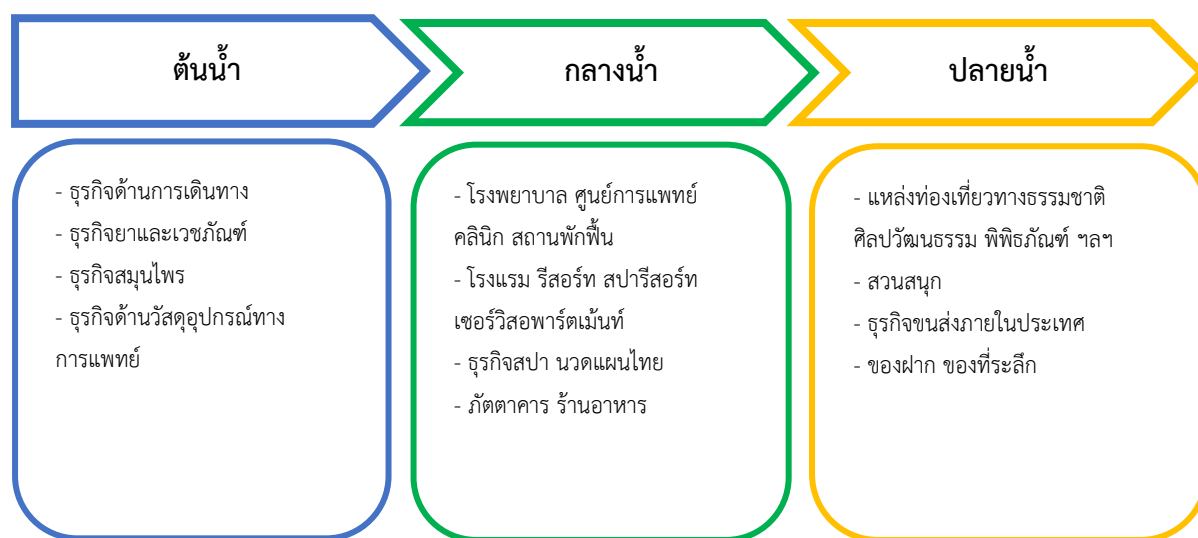 ต้นน้ำ
กลางน้ำ
ปลายน้ำ
- ธุรกิจด้านการเดินทาง
- ธุรกิจยาและเวชภัณฑ์
- ธุรกิจสมุนไพร
- ธุรกิจด้านวัสดุอุปกรณ์ทาง
การแพทย์
- โรงพยาบาล ศูนย์การแพทย์
คลินิก สถานพักฟื้น
- โรงแรม รีสอร์ท สปารีสอร์ท
เซอร์วิสอพาร์ตเม้นท์
- ธุรกิจสปา นวดแผนไทย
- ภัตตาคาร ร้านอาหาร
- แหล่งท่องเที่ยวทางธรรมชาติ
ศิลปวัฒนธรรม พิพิธภัณฑ์ ฯลฯ
- สวนสนุก
- ธุรกิจขนส่งภายในประเทศ
- ของฝาก ของที่ระลึก